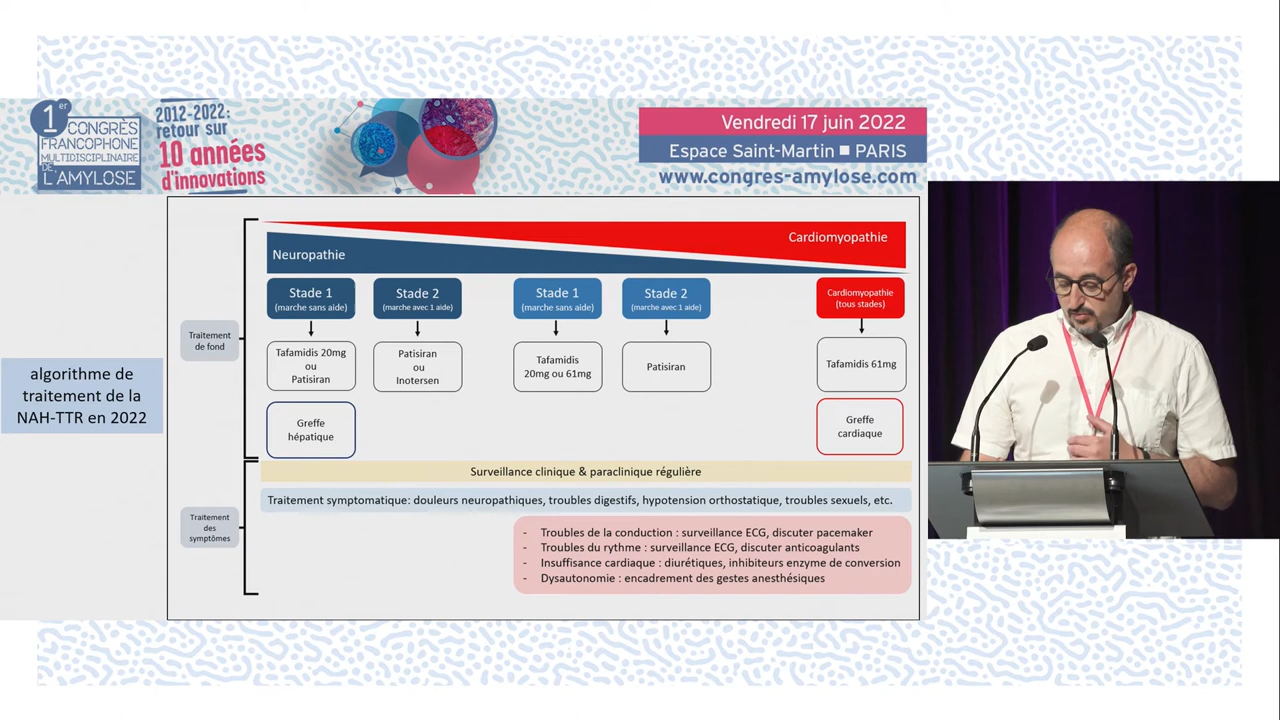 1er
CONGRÈS
FRANCOPHONE
MULTIDISCIPLINAIRE
DE
L'AMYLOSE
2012-2022:
retour sur
10 années
d'innovations
Vendredi 17 juin 2022
Espace Saint-Martin ■ PARIS
www.congres-amylose.com
algorithme de
traitement de la
NAH-TTR en 2022
Cardiomyopathie
Neuropathie
Traitement
de fond
Stade 1
(marche sans aide)
Stade 2
(marche avec 1 aide)
Stade 1
(marche sans aide)
Stade 2
(marche avec 1 aide)
Cardiomyopathie
(tous stades)
Tafamidis 20mg
ou
Patisiran
Patisiran
ou
Inotersen
Tafamidis
20mg ou 61mg
Patisiran
Tafamidis 61mg
Greffe
hépatique
Greffe
cardiaque
Surveillance clinique & paraclinique régulière
Traitement
des
symptômes
Traitement symptomatique: douleurs neuropathiques, troubles digestifs, hypotension orthostatique, troubles sexuels, etc.
- Troubles de la conduction : surveillance ECG, discuter pacemaker
- Troubles du rythme : surveillance ECG, discuter anticoagulants
- Insuffisance cardiaque : diurétiques, inhibiteurs enzyme de conversion
- Dysautonomie : encadrement des gestes anesthésiques